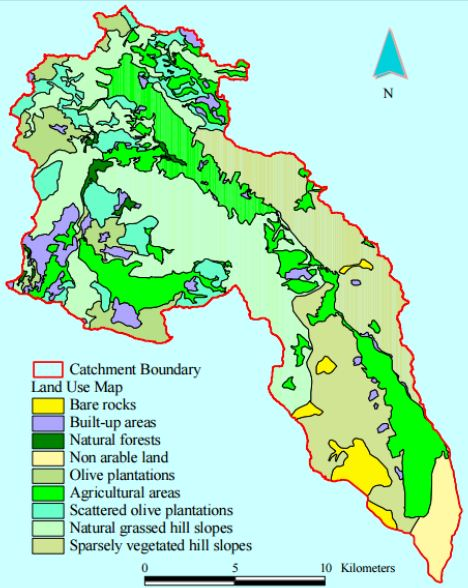 N
Catchment Boundary
Land Use Map
Bare rocks
Built-up areas
Natural forests
Non arable land
Olive plantations
Agricultural areas
Scattered olive plantations
Natural grassed hill slopes
Sparsely vegetated hill slopes
0 5 10 Kilometers